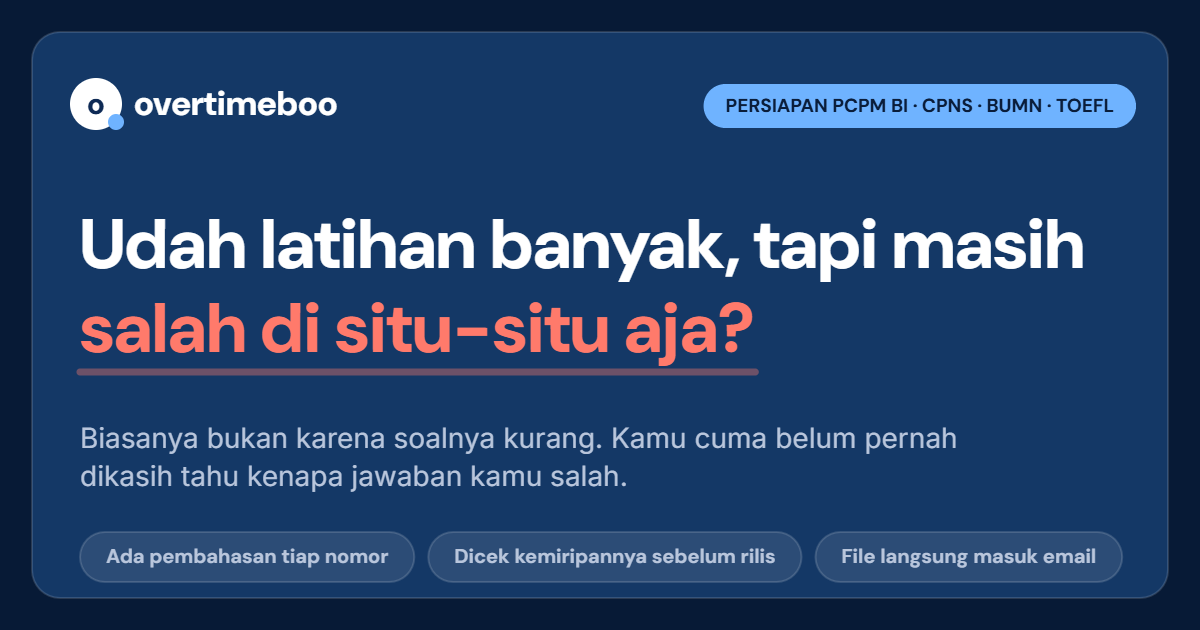 o overtimeboo
PERSIAPAN PCPM BI · CPNS · BUMN · TOEFL
Udah latihan banyak, tapi masih
salah di situ-situ aja?
Biasanya bukan karena soalnya kurang. Kamu cuma belum pernah
dikasih tahu kenapa jawaban kamu salah.
Ada pembahasan tiap nomor
Dicek kemiripannya sebelum rilis
File langsung masuk email